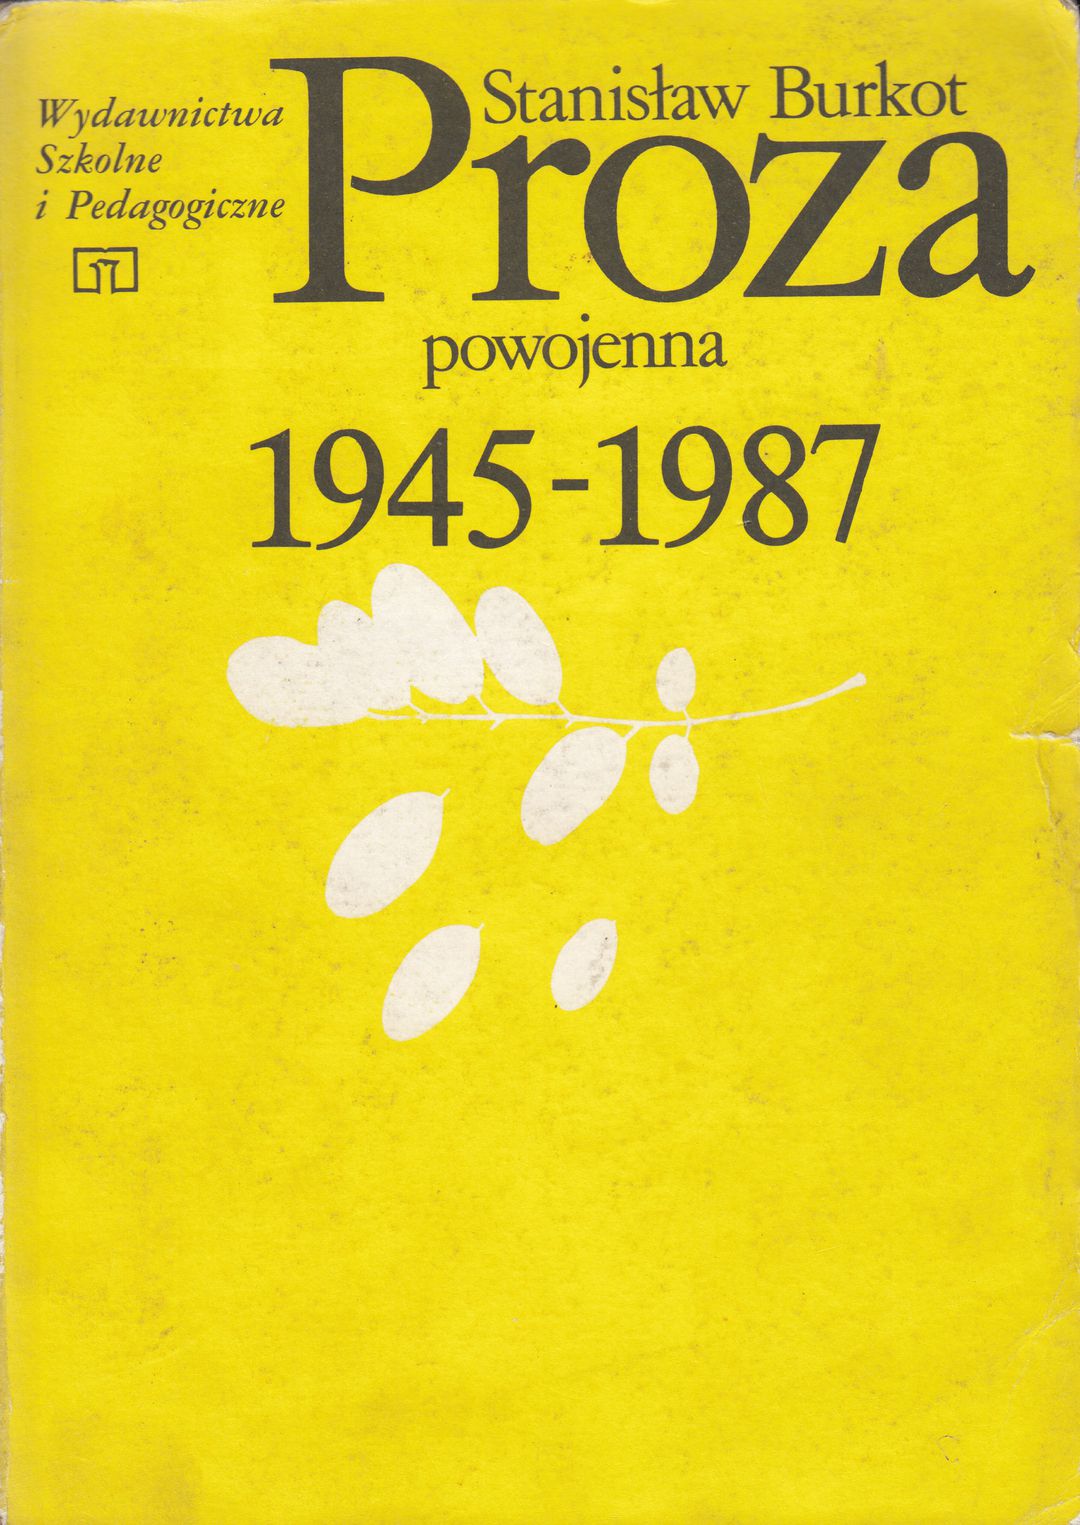 Wydawnictwa
Szkolne
i Pedagogiczne
Stanisław Burkot
Proza
powojenna
1945-1987